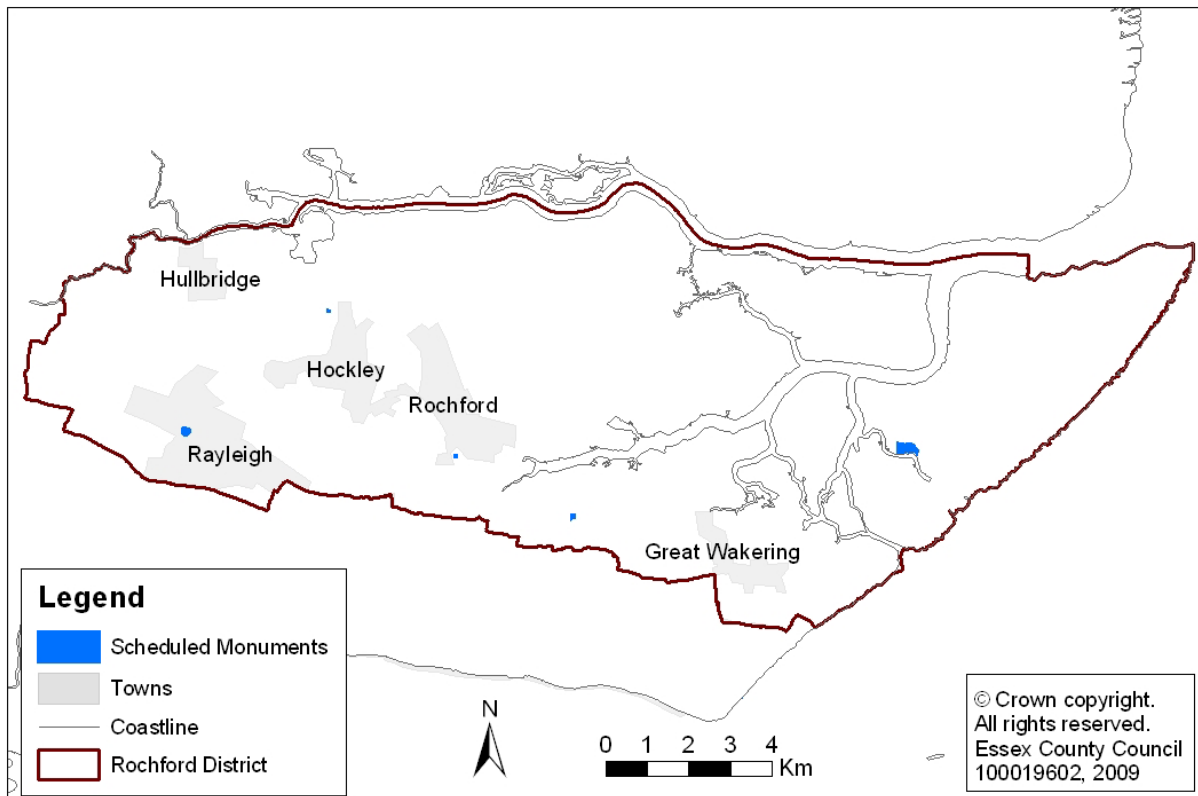 Hullbridge
Hockley
Rochford
Rayleigh
Great Wakering
Legend
Scheduled Monuments
Towns
Coastline
Rochford District
N
0 1 2 3 4
Km
© Crown copyright.
All rights reserved.
Essex County Council
100019602, 2009